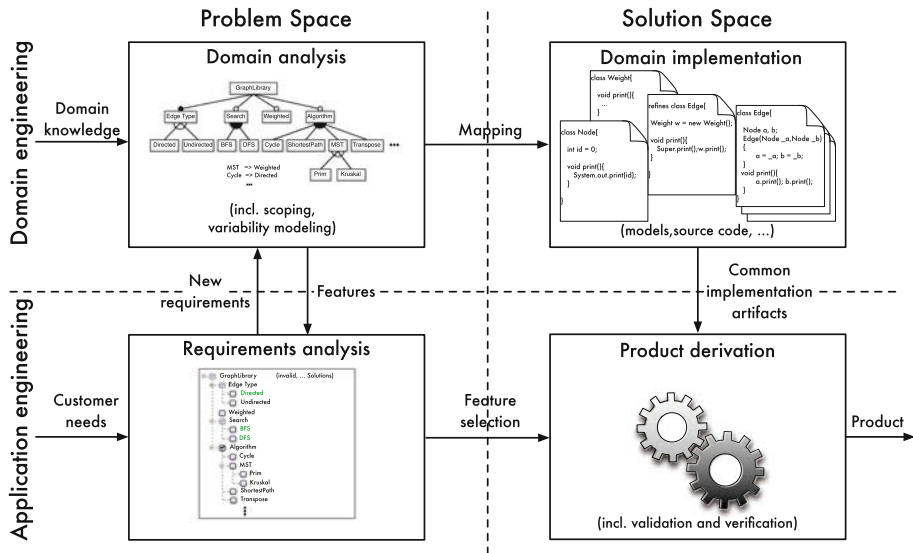 Problem Space
Solution Space
Domain engineering
Application engineering
Domain knowledge
Domain analysis
GraphLibrary
Edge Type Search Weighted Algorithm
Directed Undirected BFS DFS Cycle ShortestPath MST Transpose •••
MST => Weighted
Cycle => Directed
•••
Prim Kruskal
(incl. scoping,
variability modeling)
Mapping
Domain implementation
class Weight{
void print(){
...
}
refines class Edge{
Weight w = new Weight();
void print(){
Super.print();w.print();
}
}
class Node{
int id = 0;
void print(){
System.out.print(id);
}
}
class Edge{
Node a, b;
Edge(Node _a,Node _b)
{
a = _a; b = _b;
}
void print(){
a.print(); b.print();
}
}
(models,source code, ...)
New
requirements
Features
Common
implementation
artifacts
Customer
needs
Requirements analysis
GraphLibrary (invalid, ... Solutions)
Edge Type
Directed
Undirected
Weighted
Search
BFS
DFS
Algorithm
Cycle
MST
Prim
Kruskal
ShortestPath
Transpose
Feature
selection
Product derivation
(incl. validation and verification)
Product